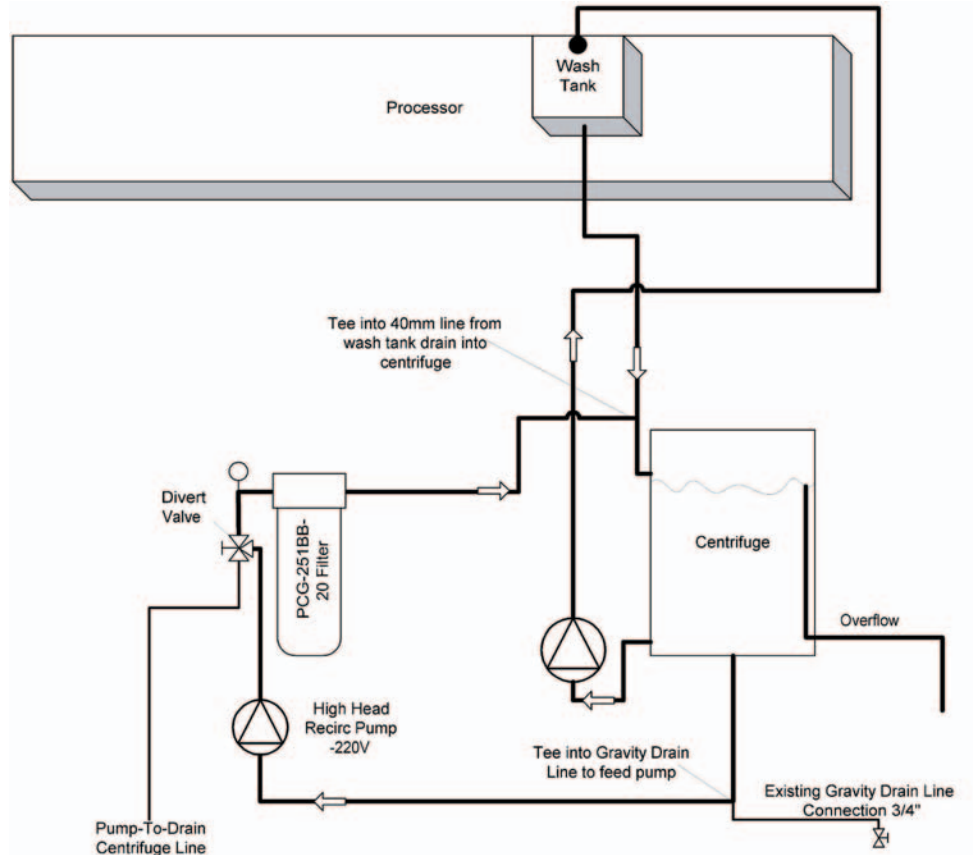 Wash
Tank
Processor
Tee into 40mm line from
wash tank drain into
centrifuge
Divert
Valve
PCG-251BB-
20 Filter
Centrifuge
Overflow
High Head
Recirc Pump
-220V
Tee into Gravity Drain
Line to feed pump
Existing Gravity Drain Line
Connection 3/4"
Pump-To-Drain
Centrifuge Line